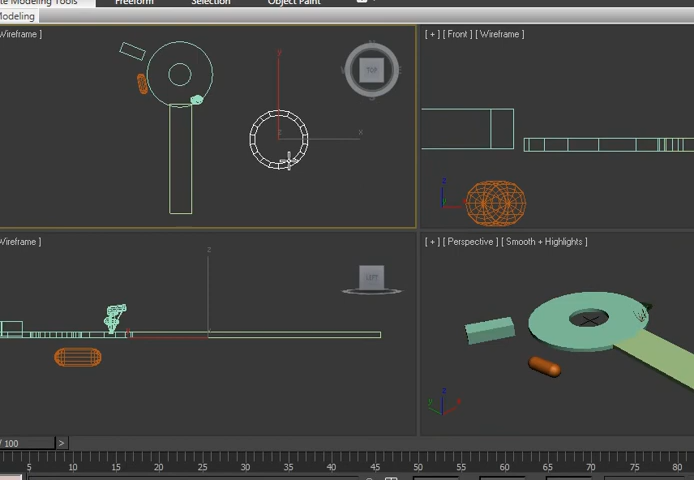 te Modeling Tools Freeform Selection Object Paint
Modeling
Wireframe ] [ + ] [ Front ] [ Wireframe ]
TOP
y
z x
z
Wireframe ] [ + ] [ Perspective ] [ Smooth + Highlights ]
z
LEFT
z
/ 100 >
5 10 15 20 25 30 35 40 45 50 55 60 65 70 75 80